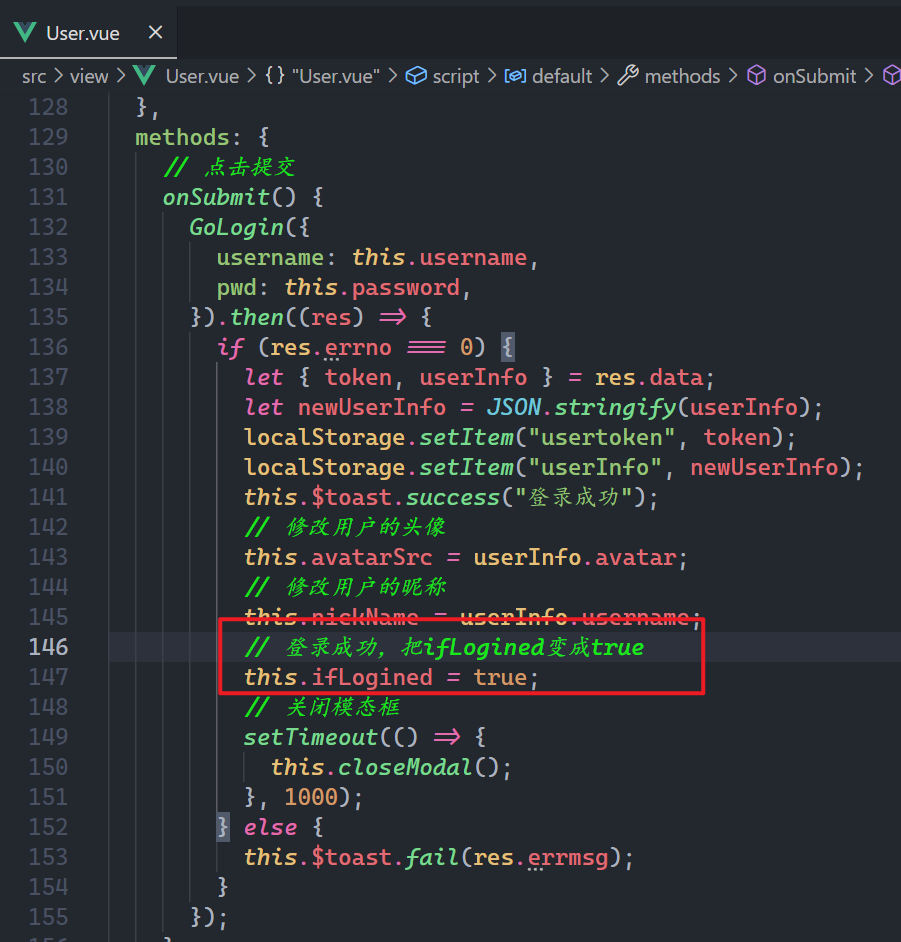 User.vue ×
src > view > User.vue > {} "User.vue" > script > default > methods > onSubmit >
128 },
129 methods: {
130 // 点击提交
131 onSubmit() {
132 GoLogin({
133 username: this.username,
134 pwd: this.password,
135 }).then((res) => {
136 if (res.errno === 0) {
137 let { token, userInfo } = res.data;
138 let newUserInfo = JSON.stringify(userInfo);
139 localStorage.setItem("usertoken", token);
140 localStorage.setItem("userInfo", newUserInfo);
141 this.$toast.success("登录成功");
142 // 修改用户的头像
143 this.avatarSrc = userInfo.avatar;
144 // 修改用户的昵称
145 this.nickName = userInfo.username;
146 // 登录成功，把ifLogined变成true
147 this.ifLogined = true;
148 // 关闭模态框
149 setTimeout(() => {
150 this.closeModal();
151 }, 1000);
152 } else {
153 this.$toast.fail(res.errmsg);
154 }
155 });